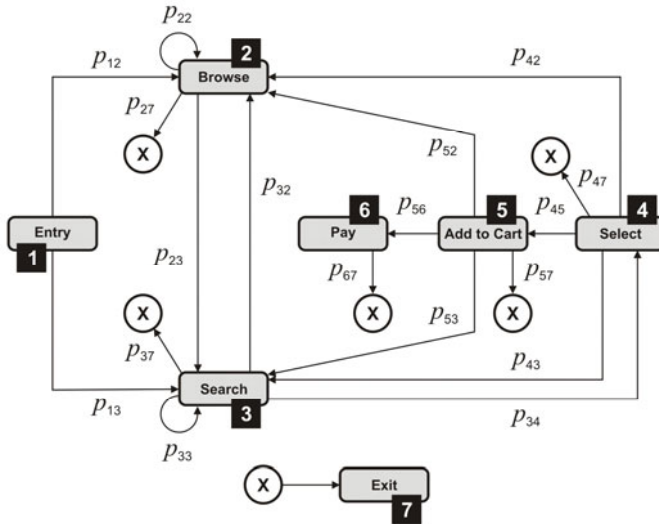 p22
2
p12
Browse
p42
p27
X
p52
X
p47
p32
6
p56
5
p45
4
Entry
Pay
Add to Cart
Select
1
p23
p67
p57
X
X
X
p37
p53
p43
Search
p13
3
p34
p33
X
Exit
7